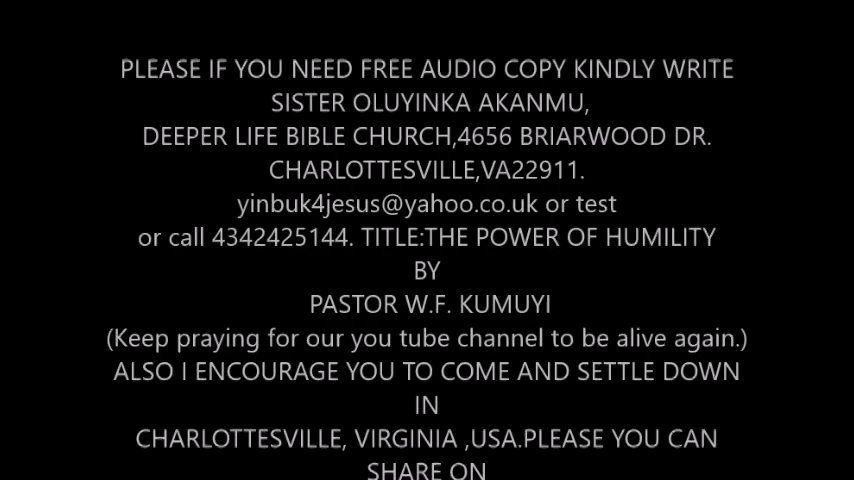 PLEASE IF YOU NEED FREE AUDIO COPY KINDLY WRITE
SISTER OLUYINKA AKANMU,
DEEPER LIFE BIBLE CHURCH,4656 BRIARWOOD DR.
CHARLOTTESVILLE,VA22911.
yinbuk4jesus@yahoo.co.uk or test
or call 4342425144. TITLE:THE POWER OF HUMILITY
BY
PASTOR W.F. KUMUYI
(Keep praying for our you tube channel to be alive again.)
ALSO I ENCOURAGE YOU TO COME AND SETTLE DOWN
IN
CHARLOTTESVILLE, VIRGINIA ,USA.PLEASE YOU CAN
SHARE ON